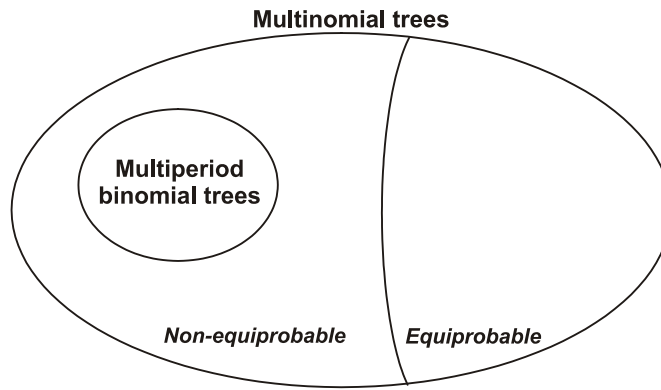 Multinomial trees
Multiperiod
binomial trees
Non-equiprobable
Equiprobable